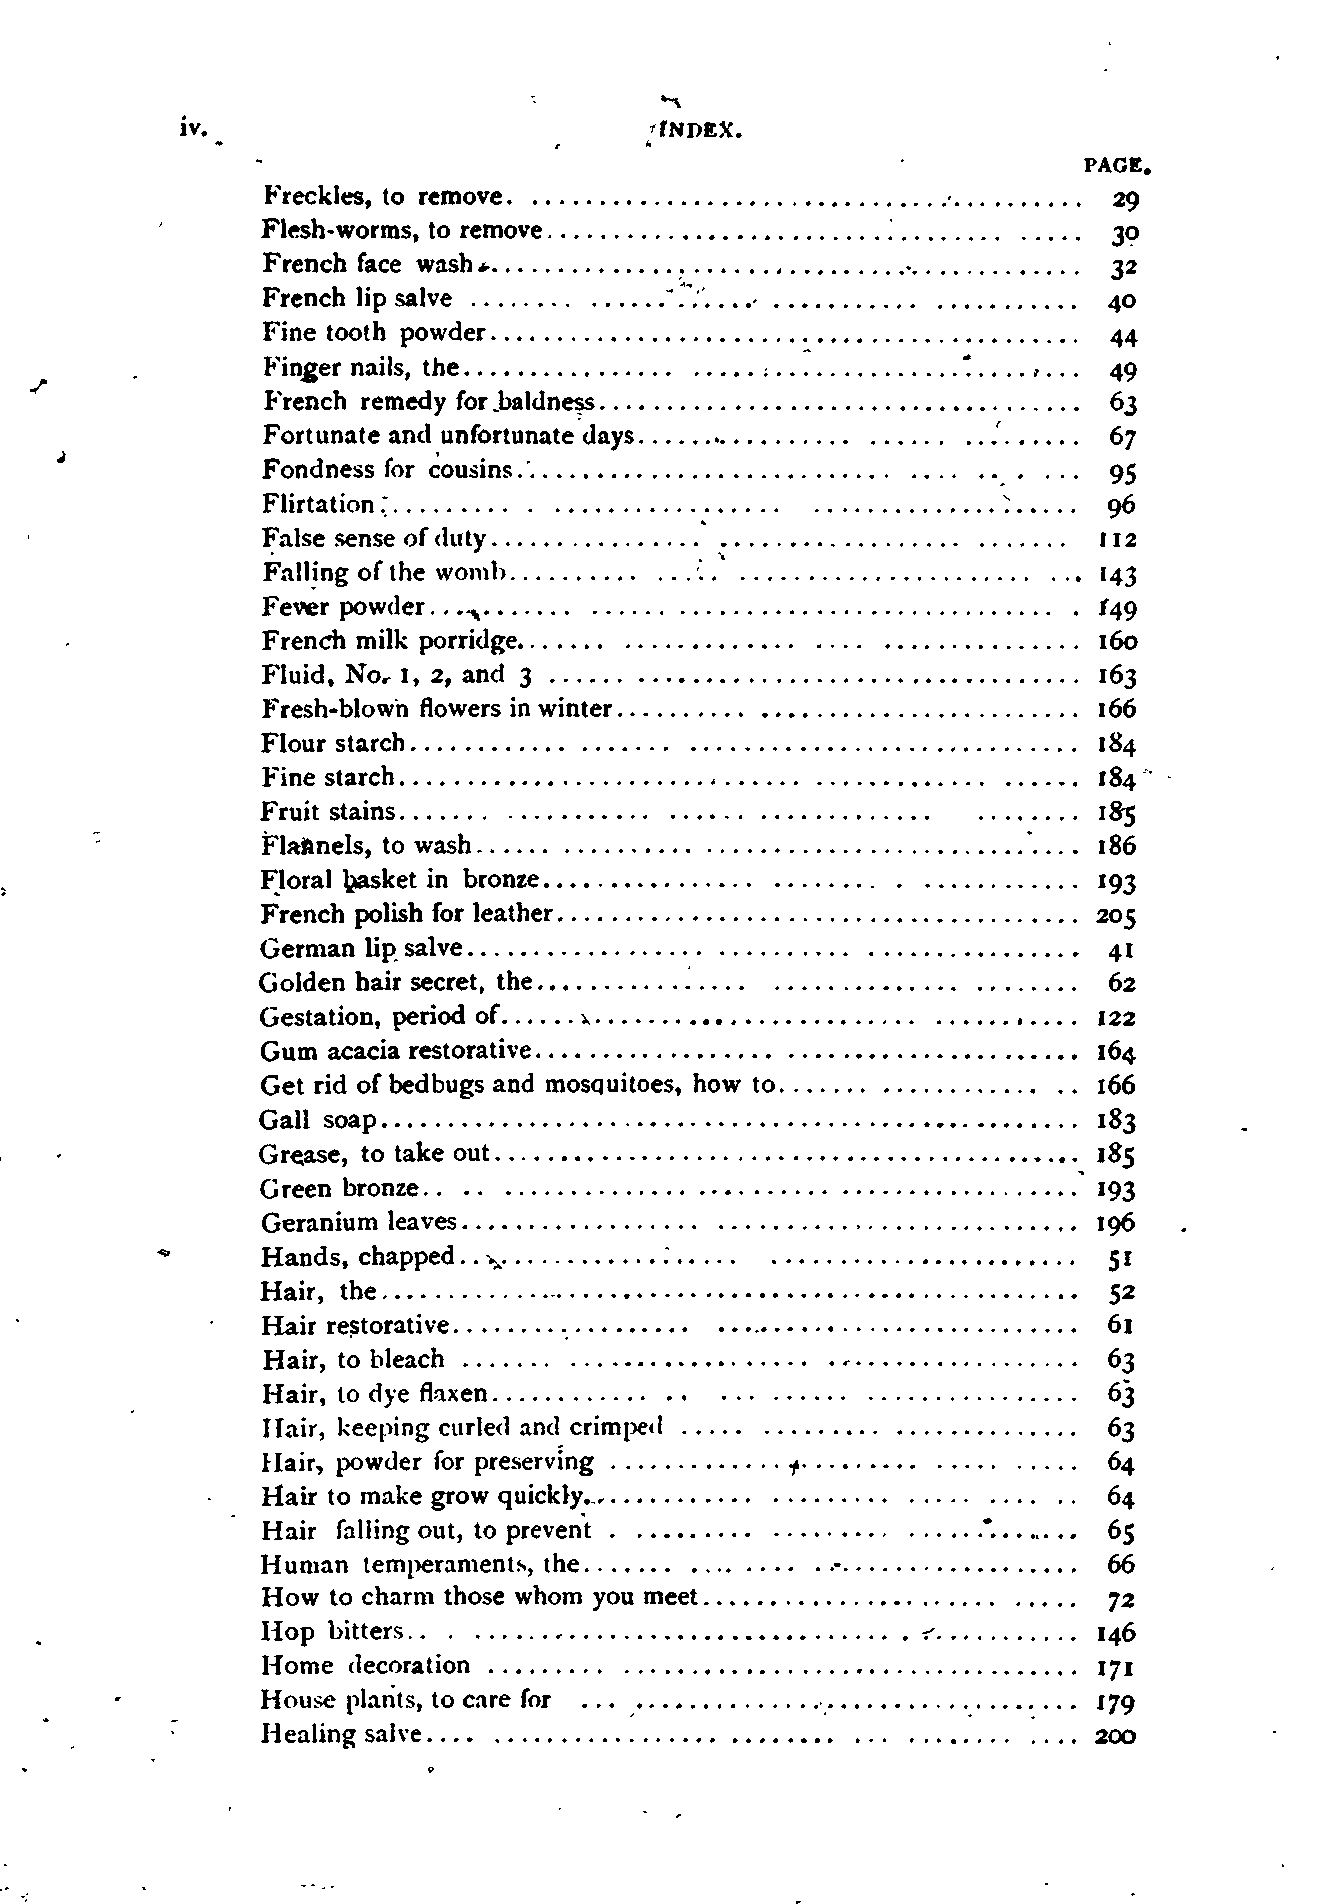 iv. INDEX.
PAGE.
Freckles, to remove. .......................................... 29
Flesh-worms, to remove........................................ 30
French face wash............................................. 32
French lip salve ............................................. 40
Fine tooth powder............................................ 44
Finger nails, the.............................................. 49
French remedy for baldness.................................... 63
Fortunate and unfortunate days................................. 67
Fondness for cousins.......................................... 95
Flirtation.................................................... 96
False sense of duty............................................ 112
Falling of the womb.......................................... 143
Fever powder................................................ 149
French milk porridge.......................................... 160
Fluid, No. 1, 2, and 3 ........................................ 163
Fresh-blown flowers in winter................................... 166
Flour starch.................................................. 184
Fine starch................................................... 184
Fruit stains................................................... 185
Flannels, to wash............................................. 186
Floral basket in bronze........................................ 193
French polish for leather....................................... 205
German lip salve.............................................. 41
Golden hair secret, the........................................ 62
Gestation, period of........................................... 122
Gum acacia restorative........................................ 164
Get rid of bedbugs and mosquitoes, how to...................... 166
Gall soap.................................................... 183
Grease, to take out............................................ 185
Green bronze................................................ 193
Geranium leaves.............................................. 196
Hands, chapped.............................................. 51
Hair, the.................................................... 52
Hair restorative............................................... 61
Hair, to bleach .............................................. 63
Hair, to dye flaxen............................................ 63
Hair, keeping curled and crimped .............................. 63
Hair, powder for preserving ................................... 64
Hair to make grow quickly..................................... 64
Hair falling out, to prevent .................................... 65
Human temperaments, the..................................... 66
How to charm those whom you meet............................ 72
Hop bitters.................................................. 146
Home decoration ............................................ 171
House plants, to care for ..................................... 179
Healing salve................................................ 200